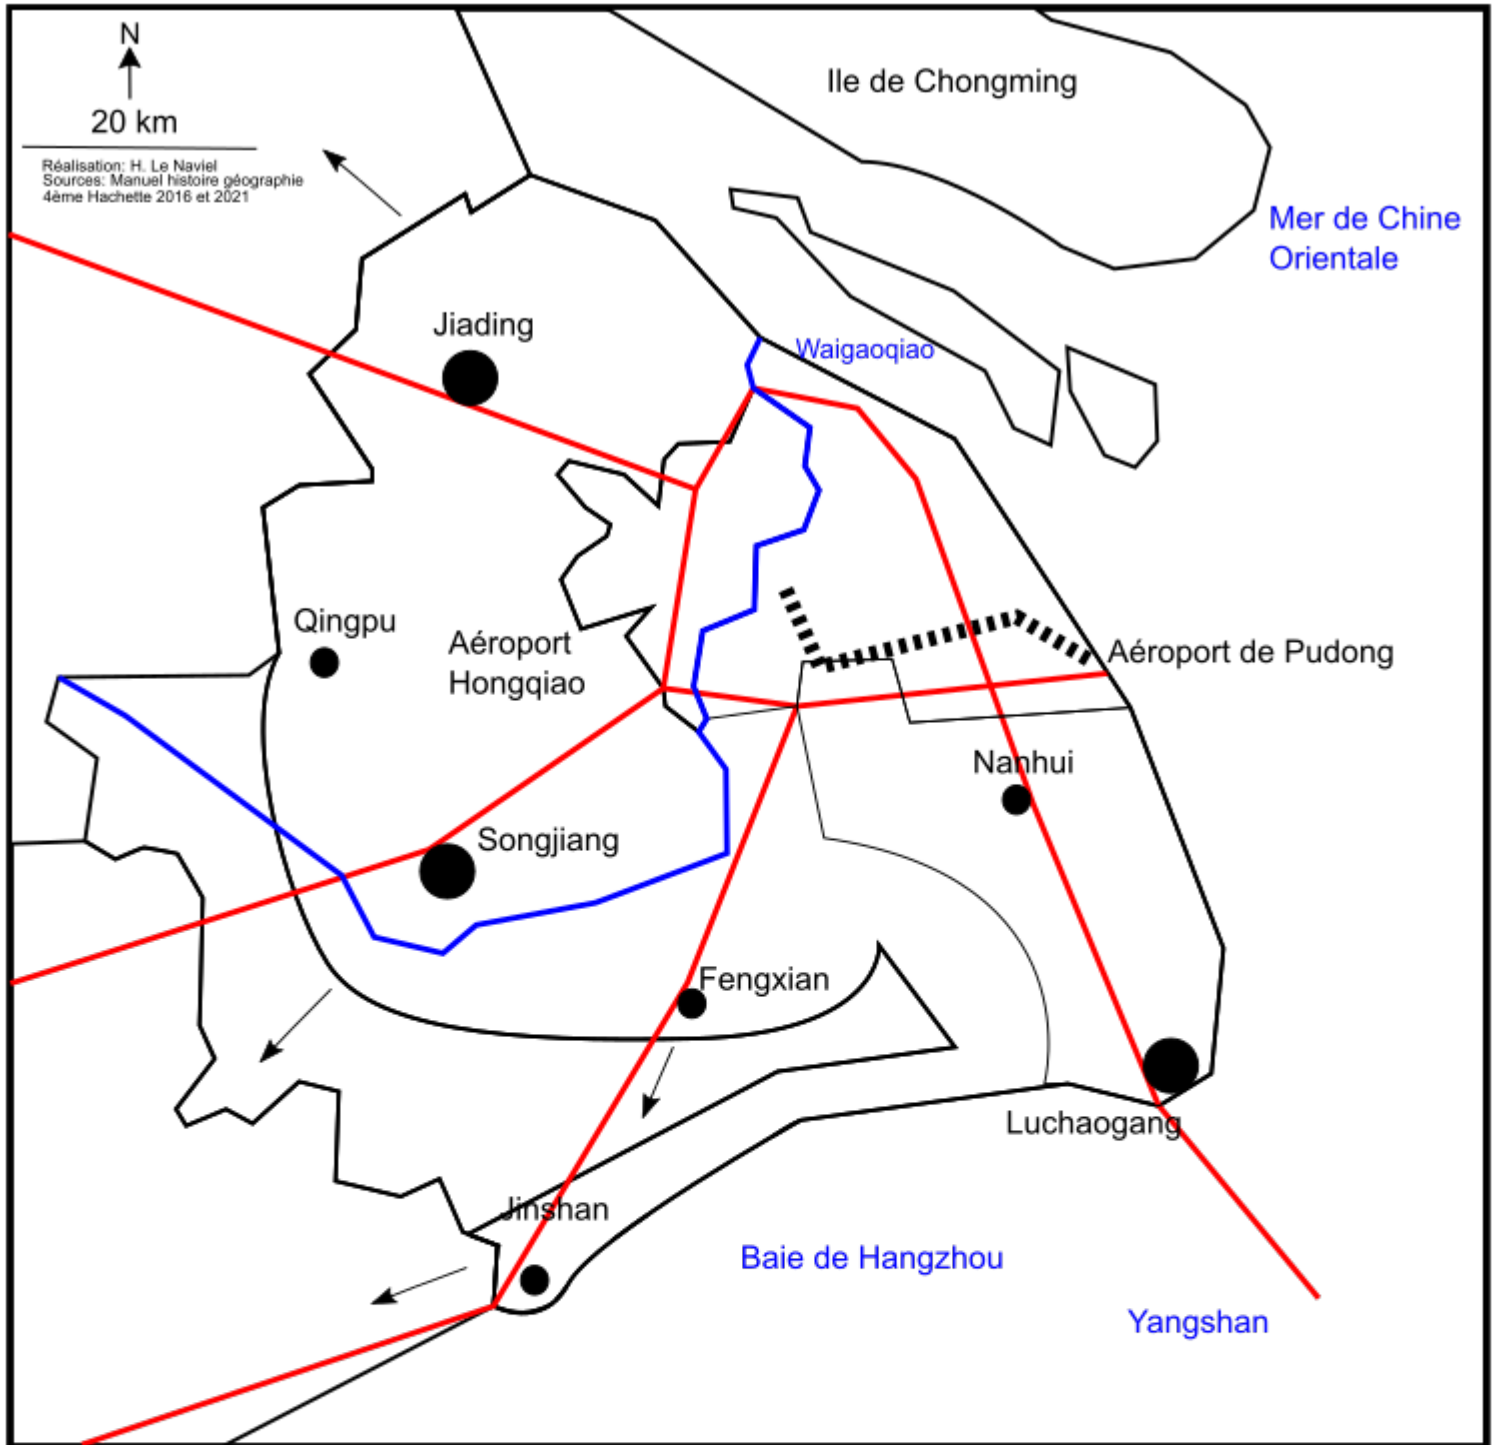 N
20 km
Réalisation: H. Le Naviel
Sources: Manuel histoire géographie
4ème Hachette 2016 et 2021
Ile de Chongming
Mer de Chine
Orientale
Jiading
Waigaoqiao
Qingpu
Aéroport
Hongqiao
Aéroport de Pudong
Nanhui
Songjiang
Fengxian
Luchaogang
Jinshan
Baie de Hangzhou
Yangshan